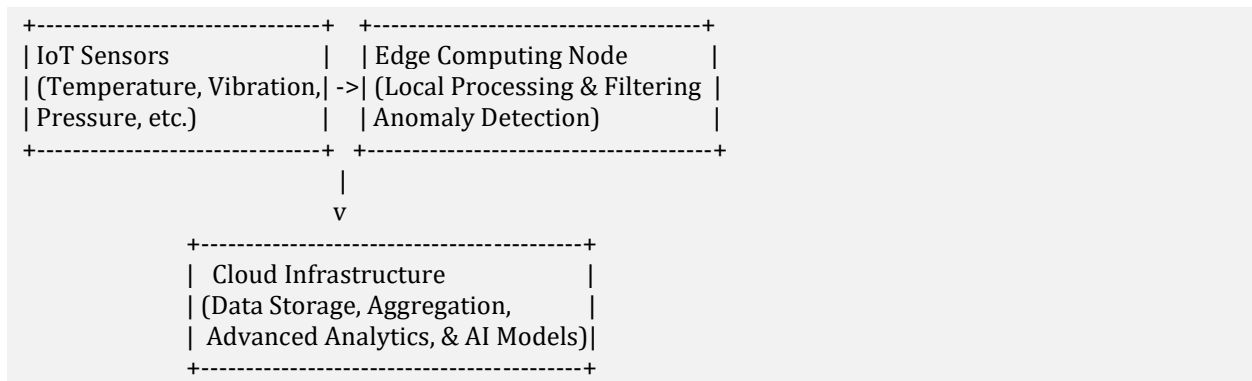 +--------------------------------+ +-------------------------------------+
| IoT Sensors | | Edge Computing Node |
| (Temperature, Vibration,| ->| (Local Processing & Filtering |
| Pressure, etc.) | | Anomaly Detection) |
+--------------------------------+ +---------------------------------------+
|
v
+-------------------------------------------+
| Cloud Infrastructure |
| (Data Storage, Aggregation, |
| Advanced Analytics, & AI Models)|
+-------------------------------------------+